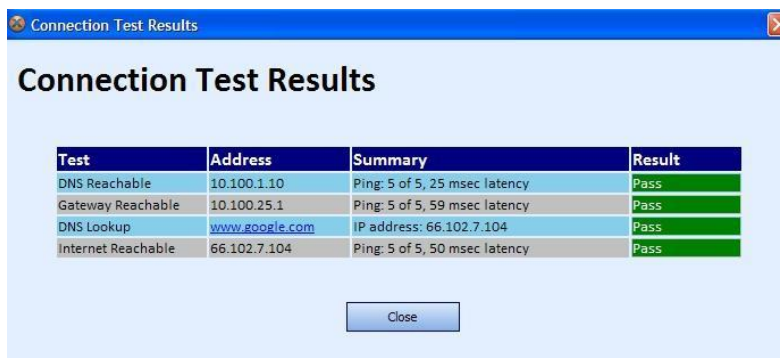 Connection Test Results
Connection Test Results
Test Address Summary Result
DNS Reachable 10.100.1.10 Ping: 5 of 5, 25 msec latency Pass
Gateway Reachable 10.100.25.1 Ping: 5 of 5, 59 msec latency Pass
DNS Lookup www.google.com IP address: 66.102.7.104 Pass
Internet Reachable 66.102.7.104 Ping: 5 of 5, 50 msec latency Pass
Close